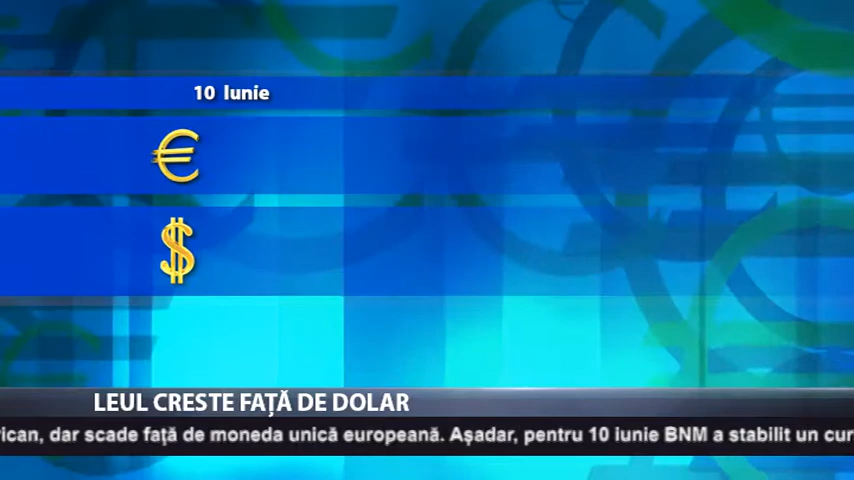 10 Iunie
€
$
LEUL CRESTE FAȚĂ DE DOLAR
rican, dar scade față de moneda unică europeană. Așadar, pentru 10 iunie BNM a stabilit un cur